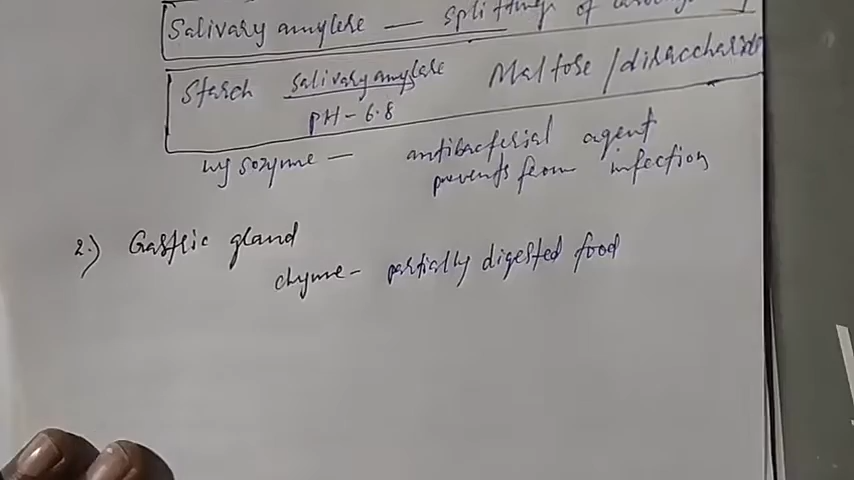 Salivary amylese — splitting of
Starch salivary amylase Maltose / disaccharide
PH - 6.8
lysozyme — antibacterial agent
prevents from infection
2.) Gastric gland
chyme - partially digested food